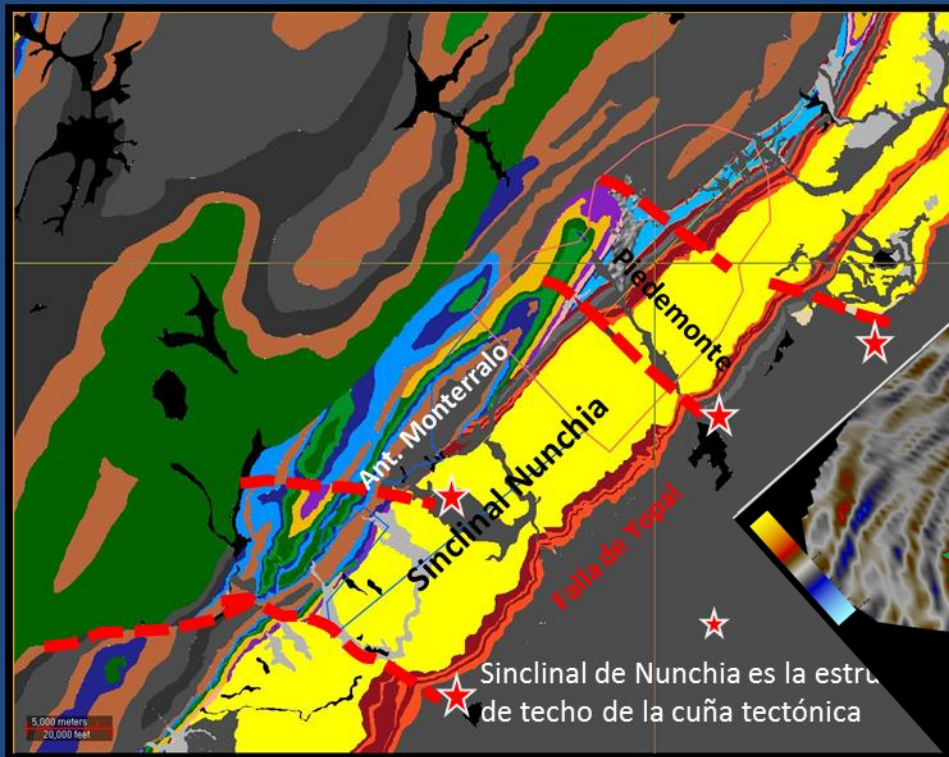 Piedemonte
Ant. Monterralo
Sinclinal Nunchia
Falla de Yopal
Sinclinal de Nunchia es la
de techo de la cuña tectónica
5,000 meters
20,000 feet